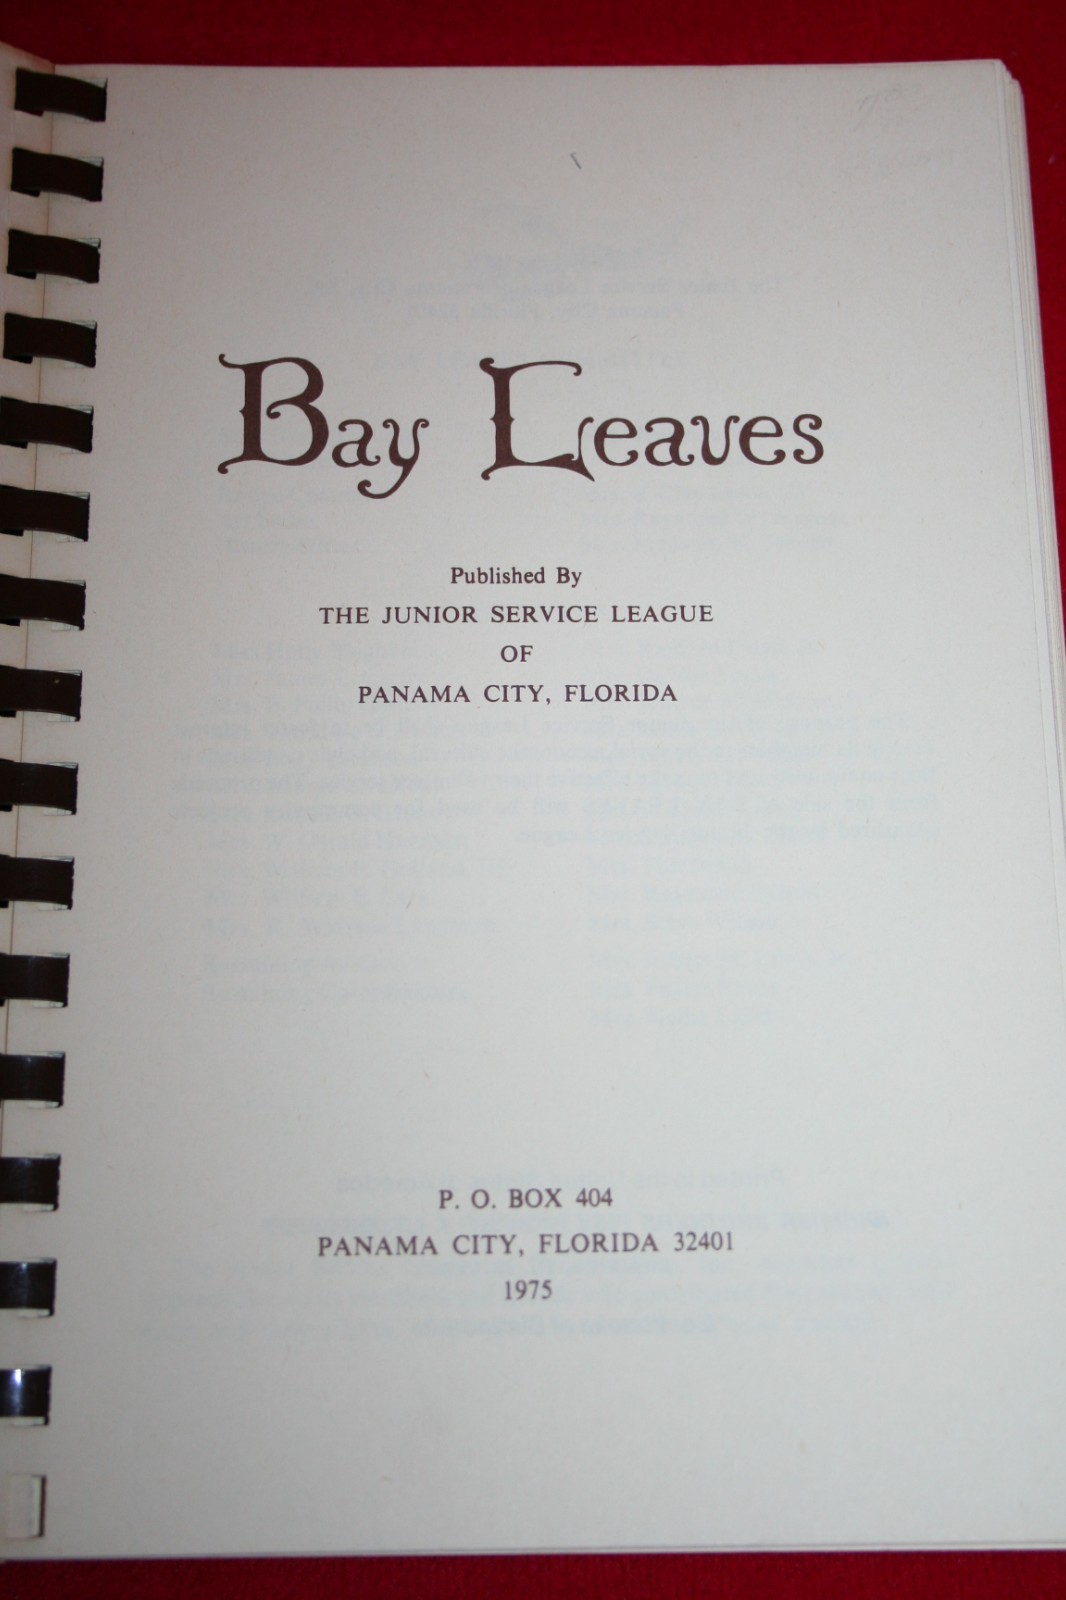 Bay Leaves
Published By
THE JUNIOR SERVICE LEAGUE
OF
PANAMA CITY, FLORIDA
P. O. BOX 404
PANAMA CITY, FLORIDA 32401
1975